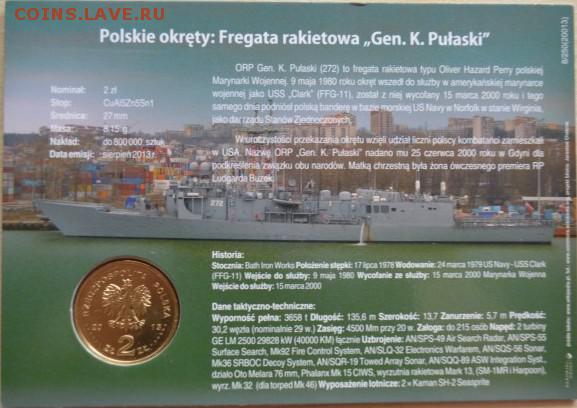 COINS.LAVE.RU
Polskie okręty: Fregata rakietowa „Gen. K. Pułaski”
8/250(20013)
ORP Gen. K. Pułaski (272) to fregata rakietowa typu Oliver Hazard Perry polskiej
Marynarki Wojennej. 9 maja 1980 roku okręt wszedł do służby w amerykańskiej marynarce
wojennej jako USS „Clark” (FFG-11), został z niej wycofany 15 marca 2000 roku i tego
samego dnia podniósł polską banderę w bazie morskiej US Navy w Norfolk w stanie Wirginia,
jako dar rządu Stanów Zjednoczonych.
W uroczystości przekazania okrętu wzięli udział liczni polscy kombatanci zamieszkali
w USA. Nazwę ORP „Gen. K. Pułaski” nadano mu 25 czerwca 2000 roku w Gdyni dla
podkreślenia związku obu narodów. Matką chrzestną była żona ówczesnego premiera RP
Ludgarda Buzek.
Nominał: 2 zł
Stop: CuAl5Zn5Sn1
Średnica: 27 mm
Masa: 8,15 g
Nakład: do 800 000 sztuk
Data emisji: sierpień 2013 r.
272
Historia:
Stocznia: Bath Iron Works Położenie stępki: 17 lipca 1978 Wodowanie: 24 marca 1979 US Navy - USS Clark
(FFG-11) Wejście do służby: 9 maja 1980 Wycofanie ze służby: 15 marca 2000 Marynarka Wojenna
Wejście do służby: 15 marca 2000
Dane taktyczno-techniczne:
Wyporność pełna: 3658 t Długość: 135,6 m Szerokość: 13,7 Zanurzenie: 5,7 m Prędkość:
30,2 węzła (nominalnie 29 w.) Zasięg: 4500 Mm przy 20 w. Załoga: do 215 osób Napęd: 2 turbiny
GE LM 2500 29828 kW (40000 KM) łącznie Uzbrojenie: AN/SPS-49 Air Search Radar, AN/SPS-55
Surface Search, Mk92 Fire Control System, AN/SLQ-32 Electronics Warfare, AN/SQS-56 Sonar,
Mk36 SRBOC Decoy System, AN/SQR-19 Towed Array Sonar, AN/SQQ-89 ASW Integration Syst.,
działo Oto Melara 76 mm, Phalanx Mk 15 CIWS, wyrzutnia rakietowa Mark 13, (SM-1MR i Harpoon),
wyrz. Mk 32 (dla torped Mk 46) Wyposażenie lotnicze: 2 × Kaman SH-2 Seasprite
RZECZPOSPOLITA POLSKA
20 13
2 ZŁ